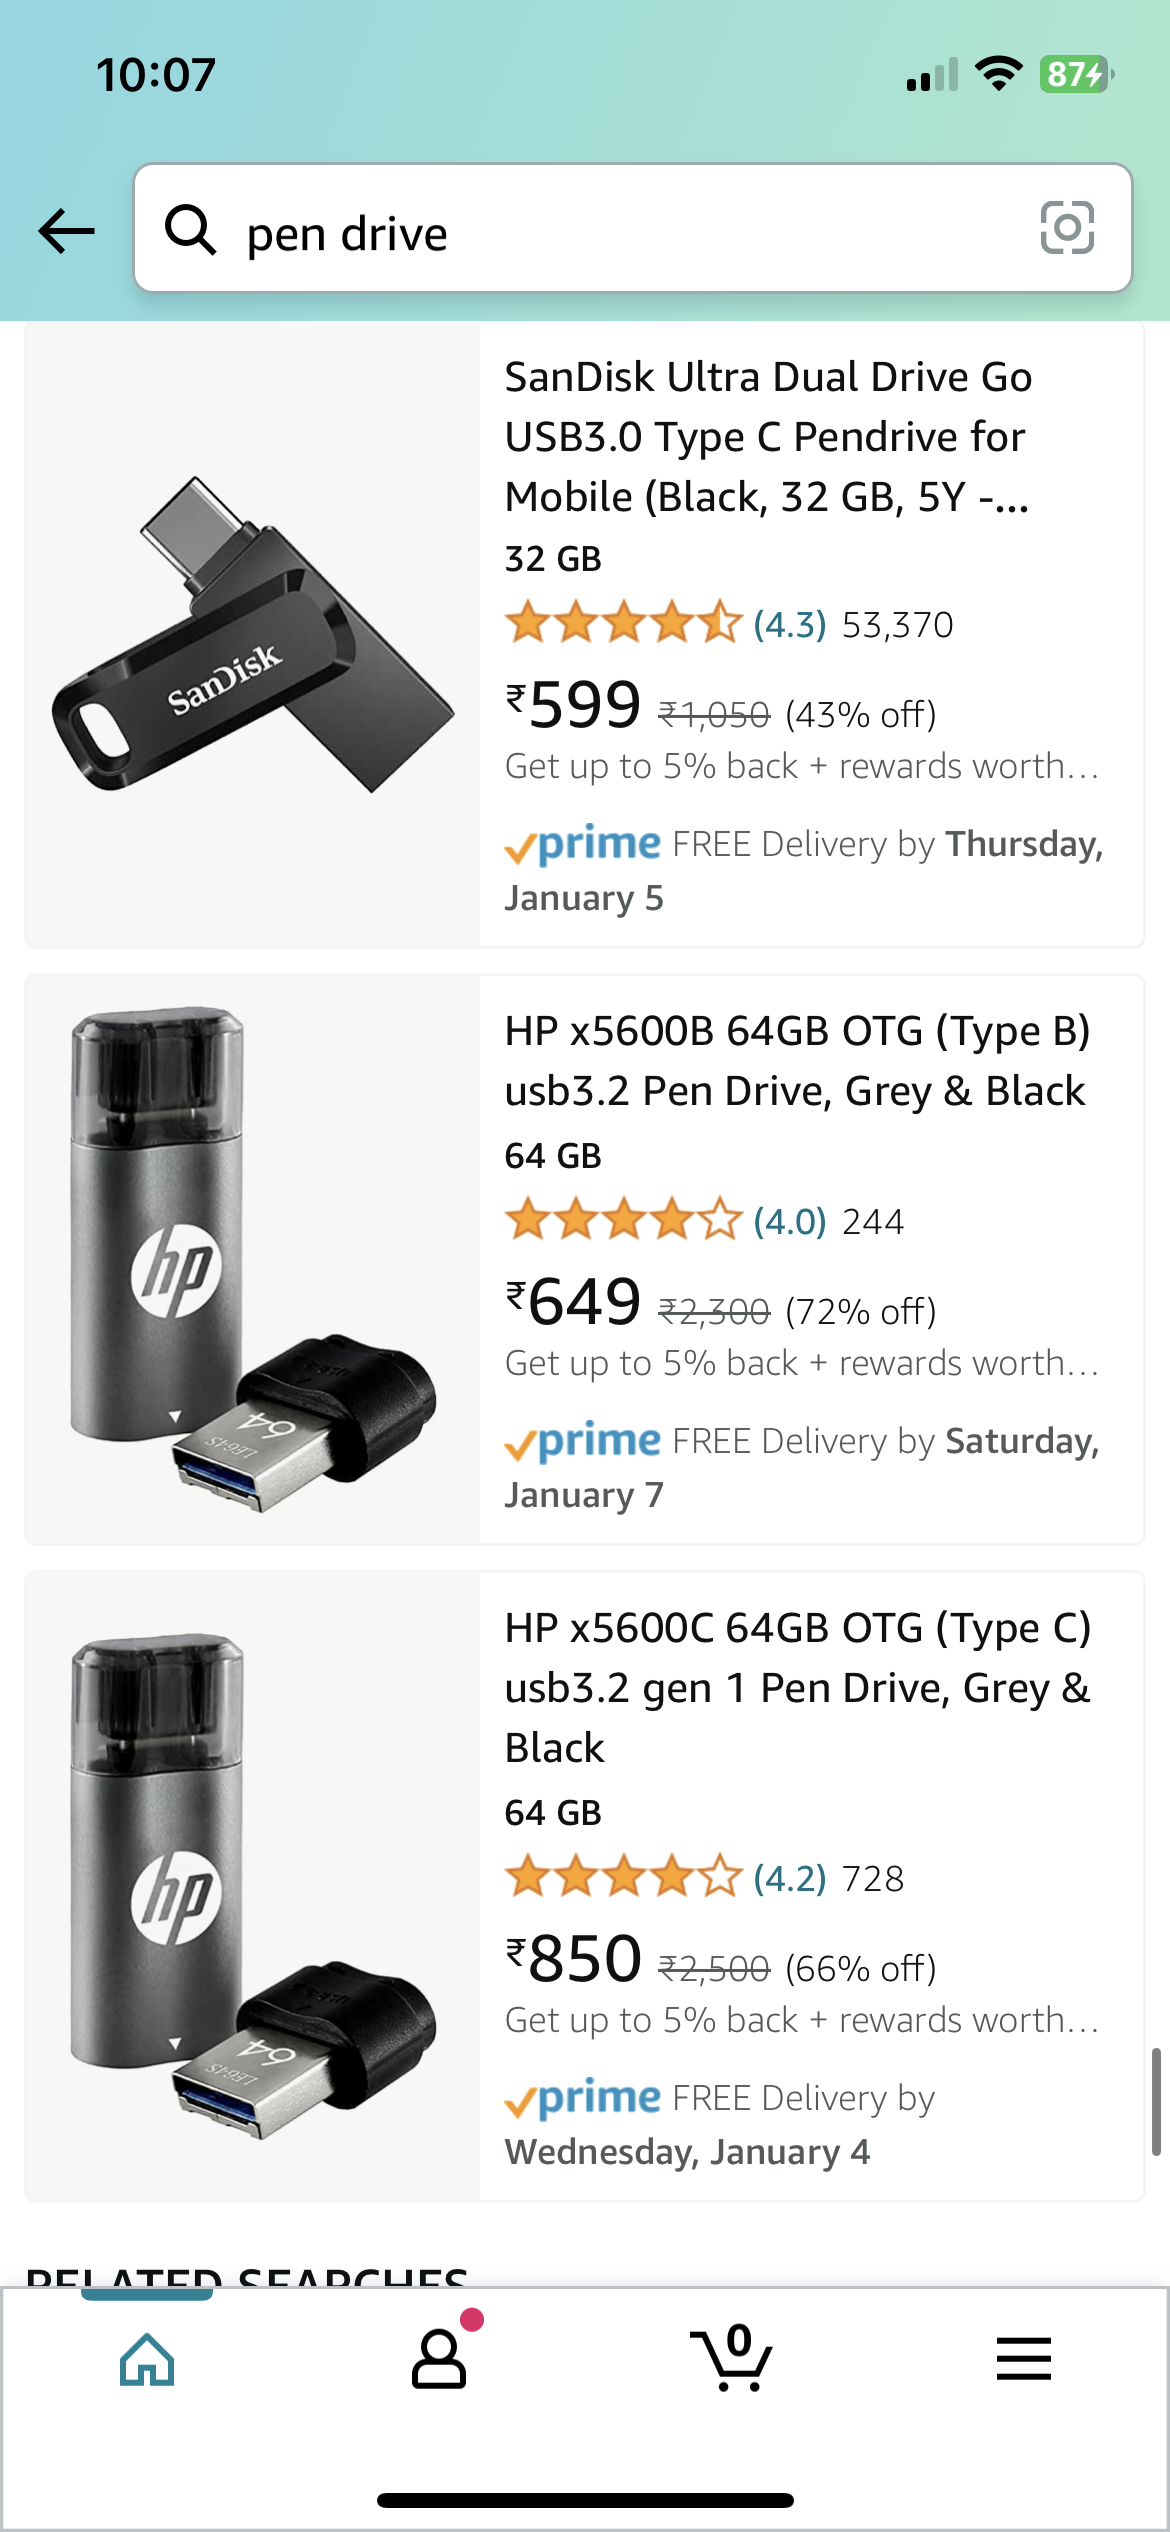 10:07
87
pen drive
SanDisk Ultra Dual Drive Go
USB3.0 Type C Pendrive for
Mobile (Black, 32 GB, 5Y -...
32 GB
(4.3) 53,370
₹599 ₹1,050 (43% off)
Get up to 5% back + rewards worth...
prime FREE Delivery by Thursday,
January 5
SanDisk
HP x5600B 64GB OTG (Type B)
usb3.2 Pen Drive, Grey & Black
64 GB
(4.0) 244
₹649 ₹2,300 (72% off)
Get up to 5% back + rewards worth...
prime FREE Delivery by Saturday,
January 7
hp
64
LE64S
HP x5600C 64GB OTG (Type C)
usb3.2 gen 1 Pen Drive, Grey &
Black
64 GB
(4.2) 728
₹850 ₹2,500 (66% off)
Get up to 5% back + rewards worth...
prime FREE Delivery by
Wednesday, January 4
hp
64
LE64S
RELATED SEARCHES
0